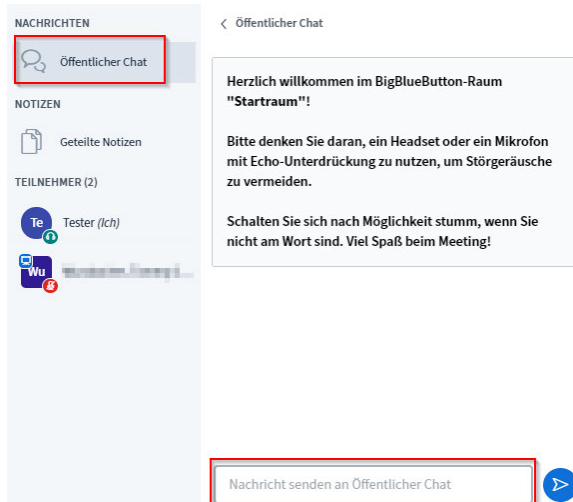 NACHRICHTEN
Öffentlicher Chat
NOTIZEN
Geteilte Notizen
TEILNEHMER (2)
Te Tester (Ich)
Wu
Öffentlicher Chat
Herzlich willkommen im BigBlueButton-Raum
"Startraum"!
Bitte denken Sie daran, ein Headset oder ein Mikrofon
mit Echo-Unterdrückung zu nutzen, um Störgeräusche
zu vermeiden.
Schalten Sie sich nach Möglichkeit stumm, wenn Sie
nicht am Wort sind. Viel Spaß beim Meeting!
Nachricht senden an Öffentlicher Chat